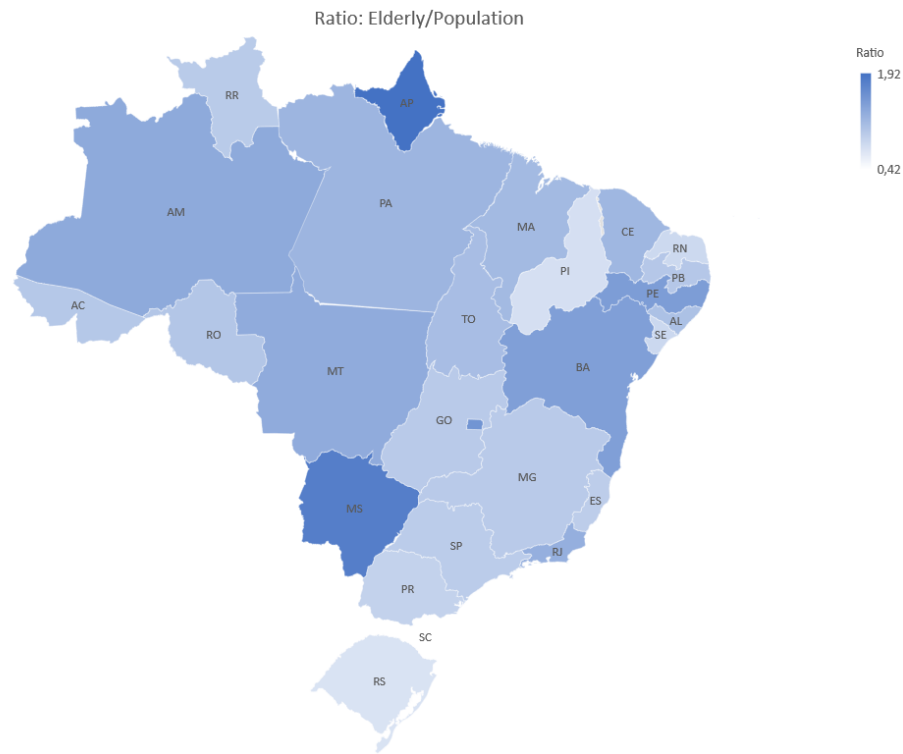 Ratio: Elderly/Population
Ratio
1,92
0,42
RR
AP
AM
PA
MA
CE
RN
PI
PB
PE
AC
TO
AL
RO
SE
MT
BA
GO
MG
ES
MS
SP
RJ
PR
SC
RS